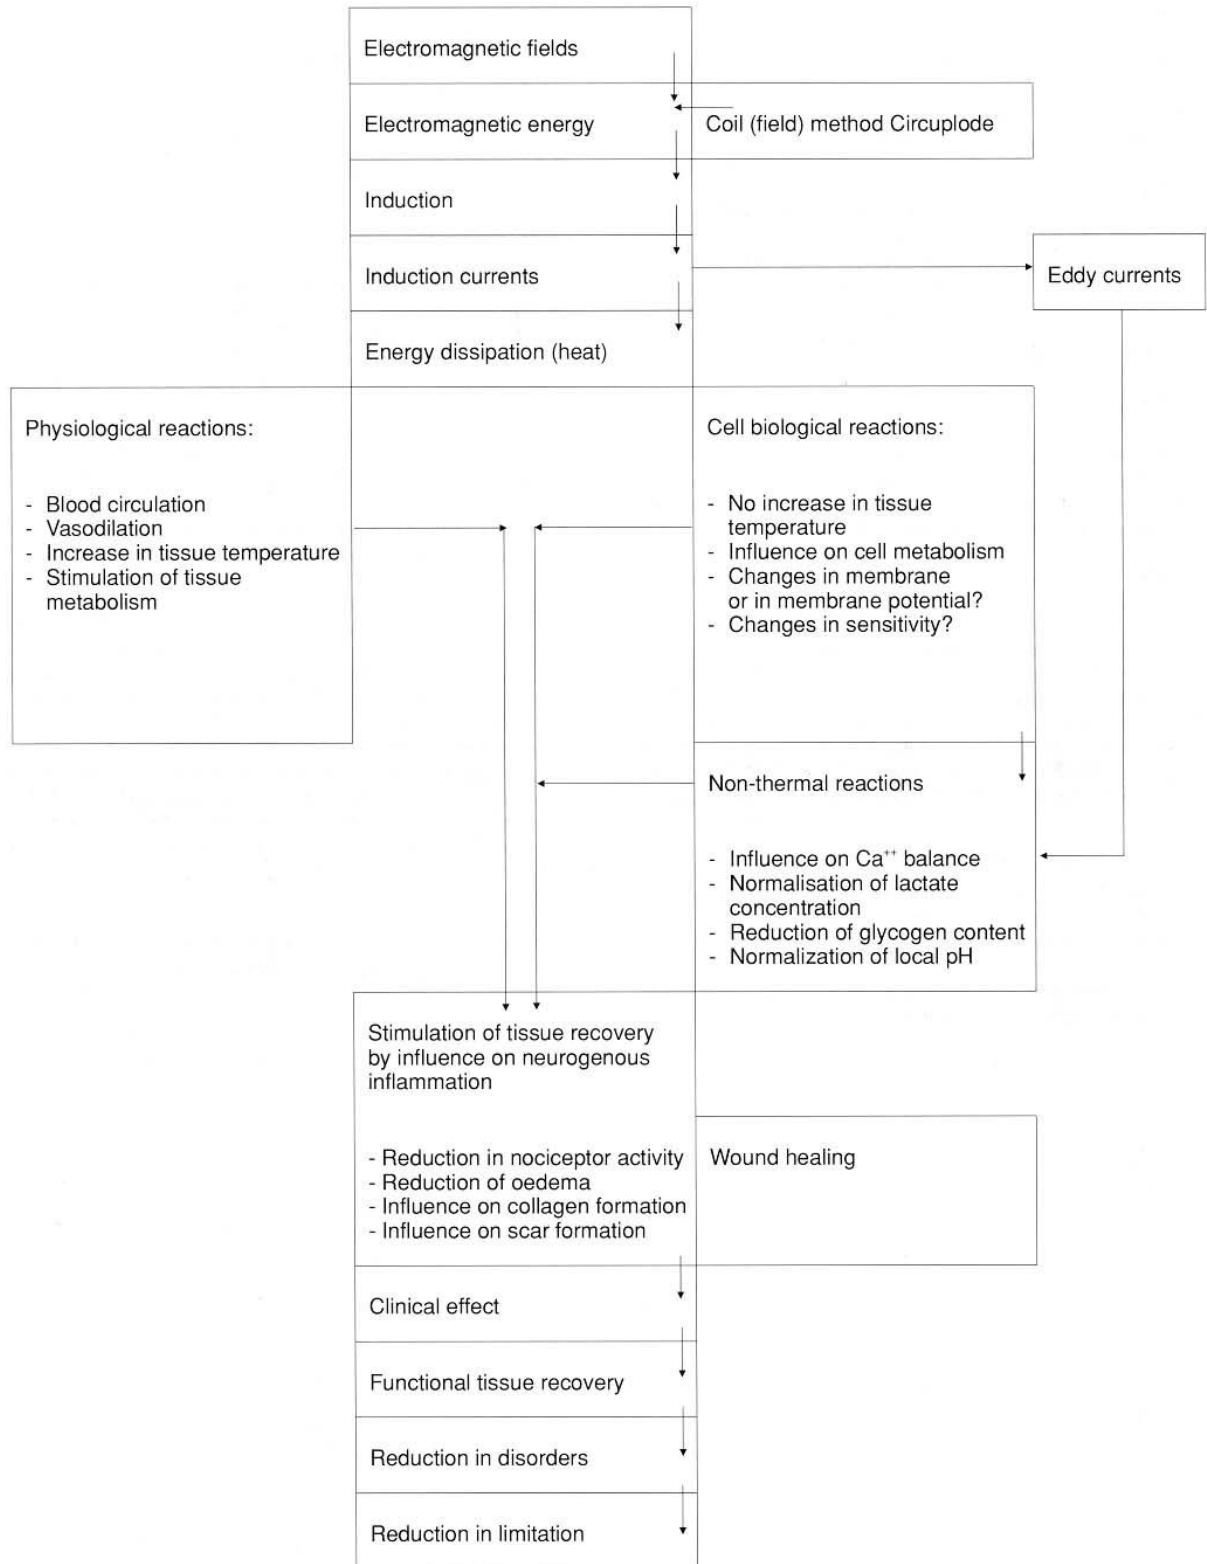 Electromagnetic fields
Electromagnetic energy
Coil (field) method Circuplode
Induction
Induction currents
Eddy currents
Energy dissipation (heat)
Physiological reactions:
- Blood circulation
- Vasodilation
- Increase in tissue temperature
- Stimulation of tissue
metabolism
Cell biological reactions:
- No increase in tissue
temperature
- Influence on cell metabolism
- Changes in membrane
or in membrane potential?
- Changes in sensitivity?
Non-thermal reactions
- Influence on Ca⁺⁺ balance
- Normalisation of lactate
concentration
- Reduction of glycogen content
- Normalization of local pH
Stimulation of tissue recovery
by influence on neurogenous
inflammation
- Reduction in nociceptor activity
- Reduction of oedema
- Influence on collagen formation
- Influence on scar formation
Wound healing
Clinical effect
Functional tissue recovery
Reduction in disorders
Reduction in limitation